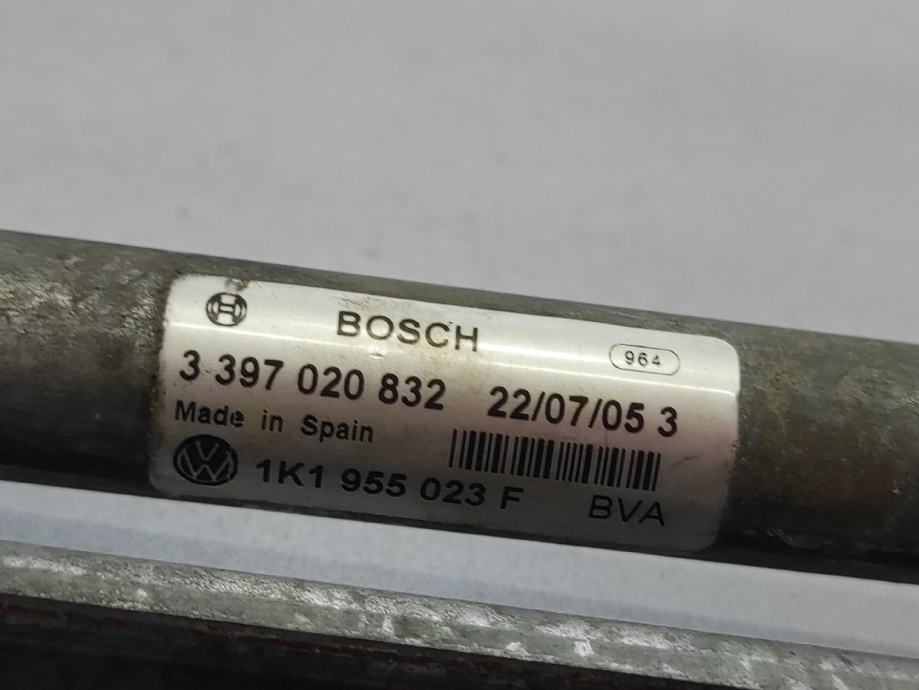 BOSCH
964
3 397 020 832 22/07/05 3
Made in Spain
1K1 955 023 F BVA